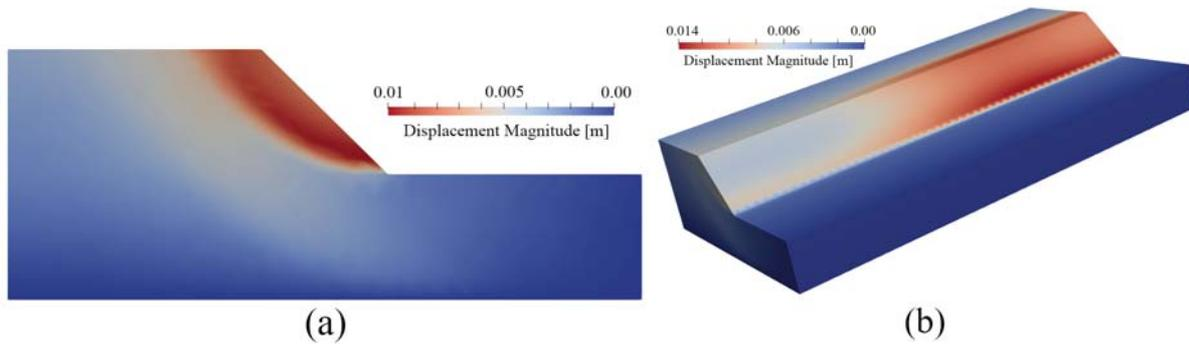 0.01 0.005 0.00
Displacement Magnitude [m]
(a)
0.014 0.006 0.00
Displacement Magnitude [m]
(b)